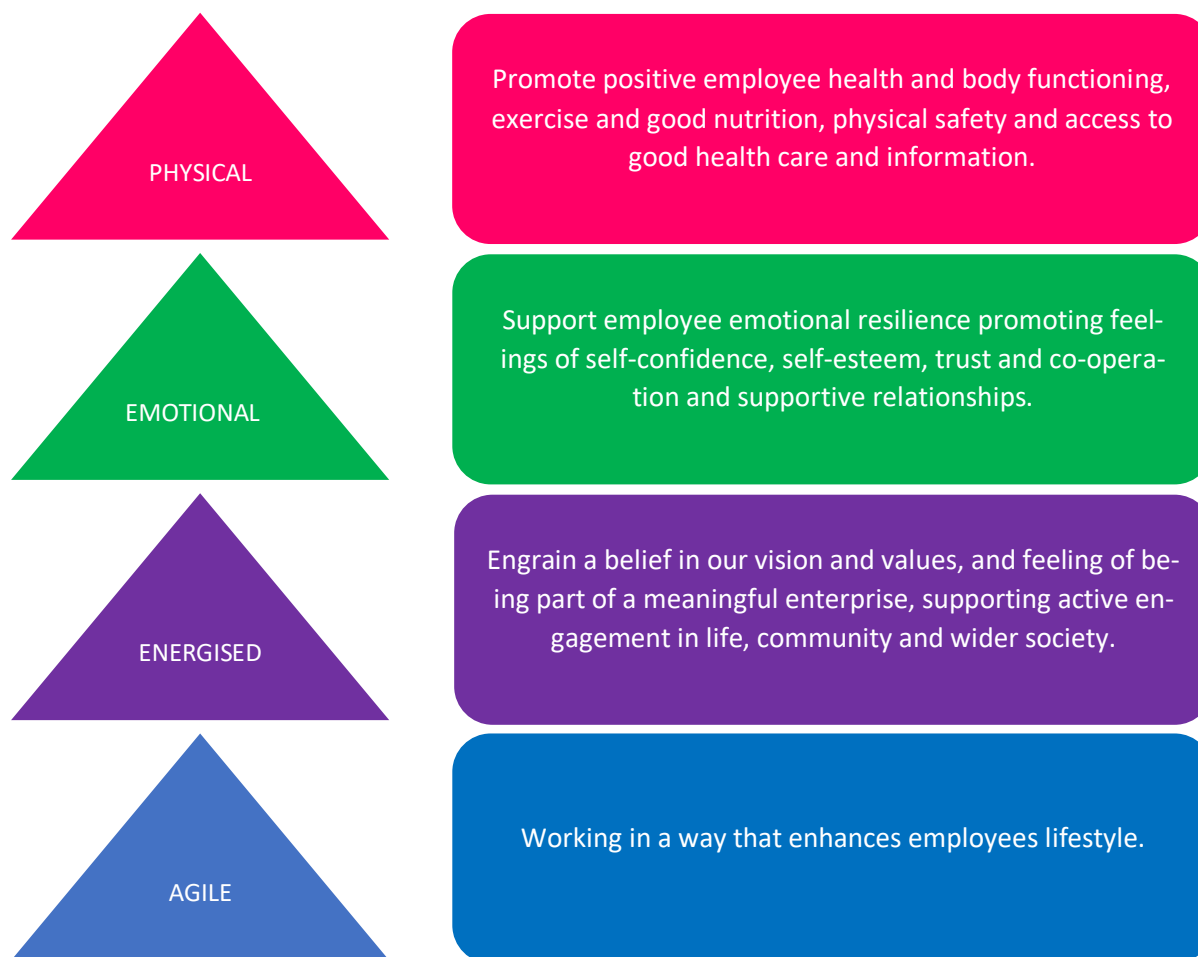 PHYSICAL
Promote positive employee health and body functioning,
exercise and good nutrition, physical safety and access to
good health care and information.
EMOTIONAL
Support employee emotional resilience promoting feel-
ings of self-confidence, self-esteem, trust and co-opera-
tion and supportive relationships.
ENERGISED
Engrain a belief in our vision and values, and feeling of be-
ing part of a meaningful enterprise, supporting active en-
gagement in life, community and wider society.
AGILE
Working in a way that enhances employees lifestyle.